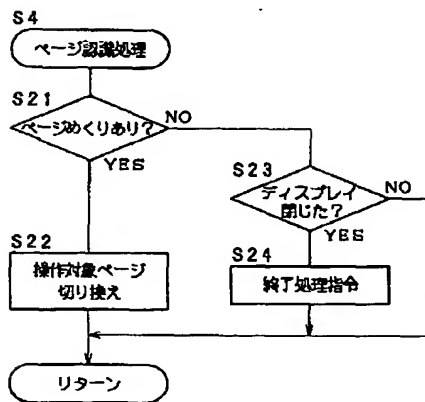 S4
ページ認識処理
S21
ページめくりあり?
NO
YES
S23
ディスプレイ
閉じた?
NO
YES
S22
操作対象ページ
切り換え
S24
終了処理指令
リターン